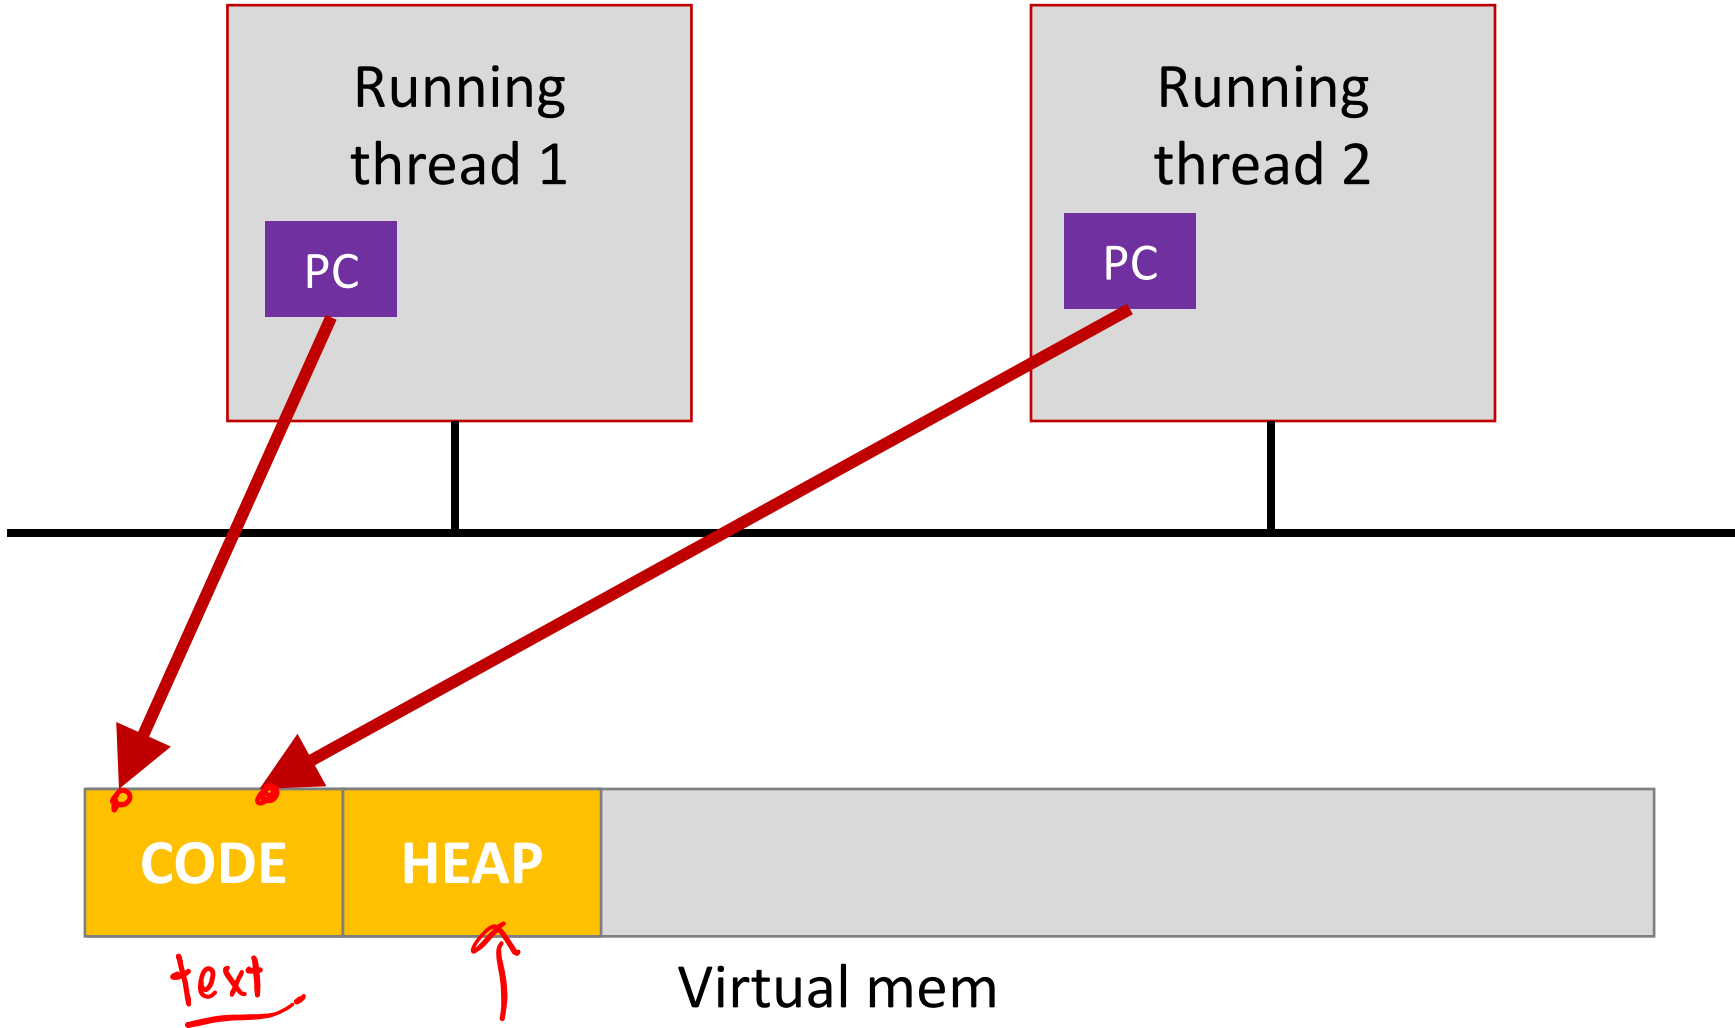 Running
thread 1
Running
thread 2
PC
PC
CODE
HEAP
text
Virtual mem